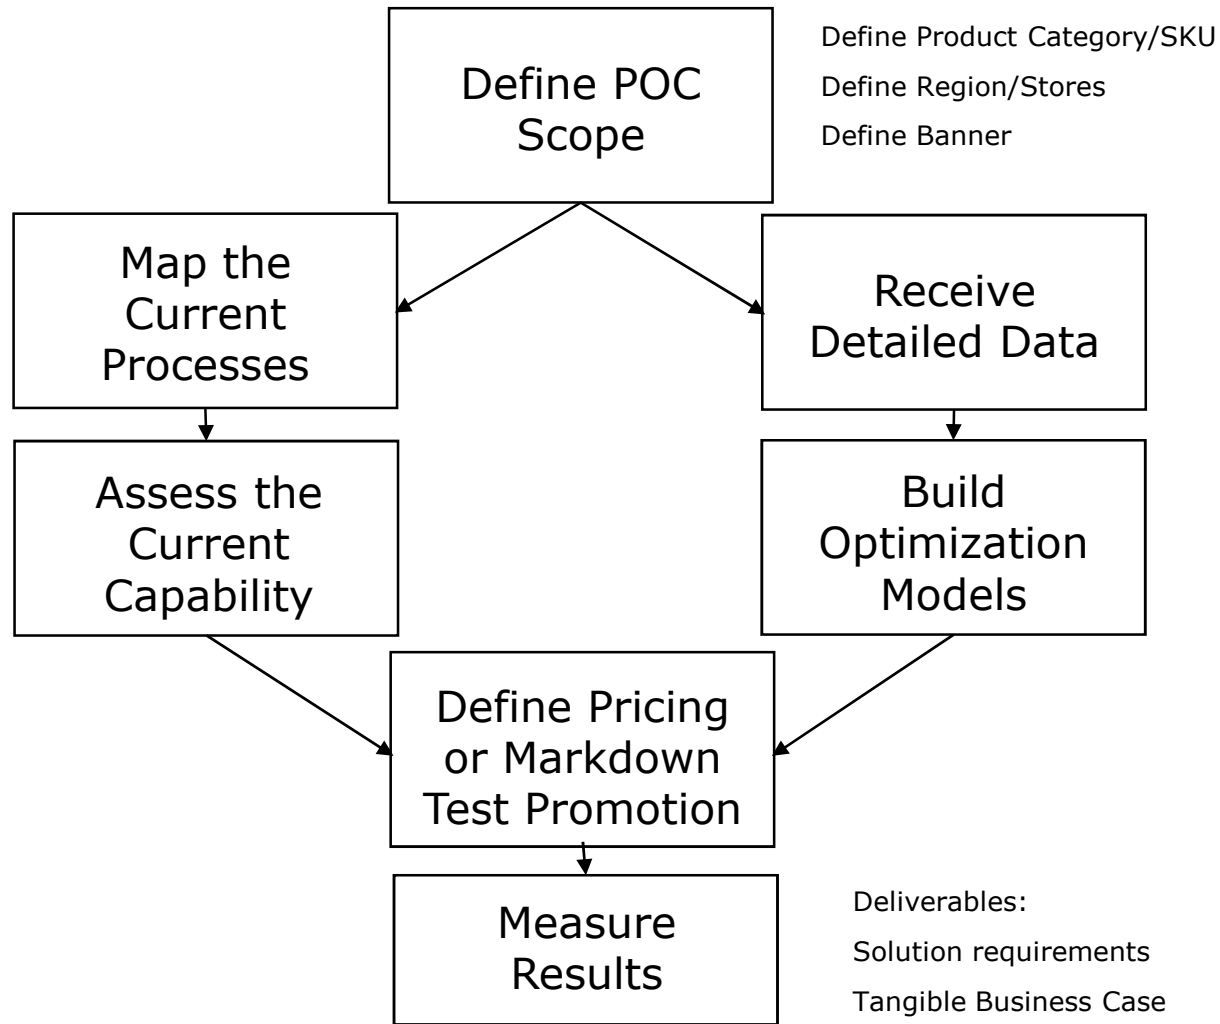 Define POC
Scope
Define Product Category/SKU
Define Region/Stores
Define Banner
Map the
Current
Processes
Receive
Detailed Data
Assess the
Current
Capability
Build
Optimization
Models
Define Pricing
or Markdown
Test Promotion
Measure
Results
Deliverables:
Solution requirements
Tangible Business Case